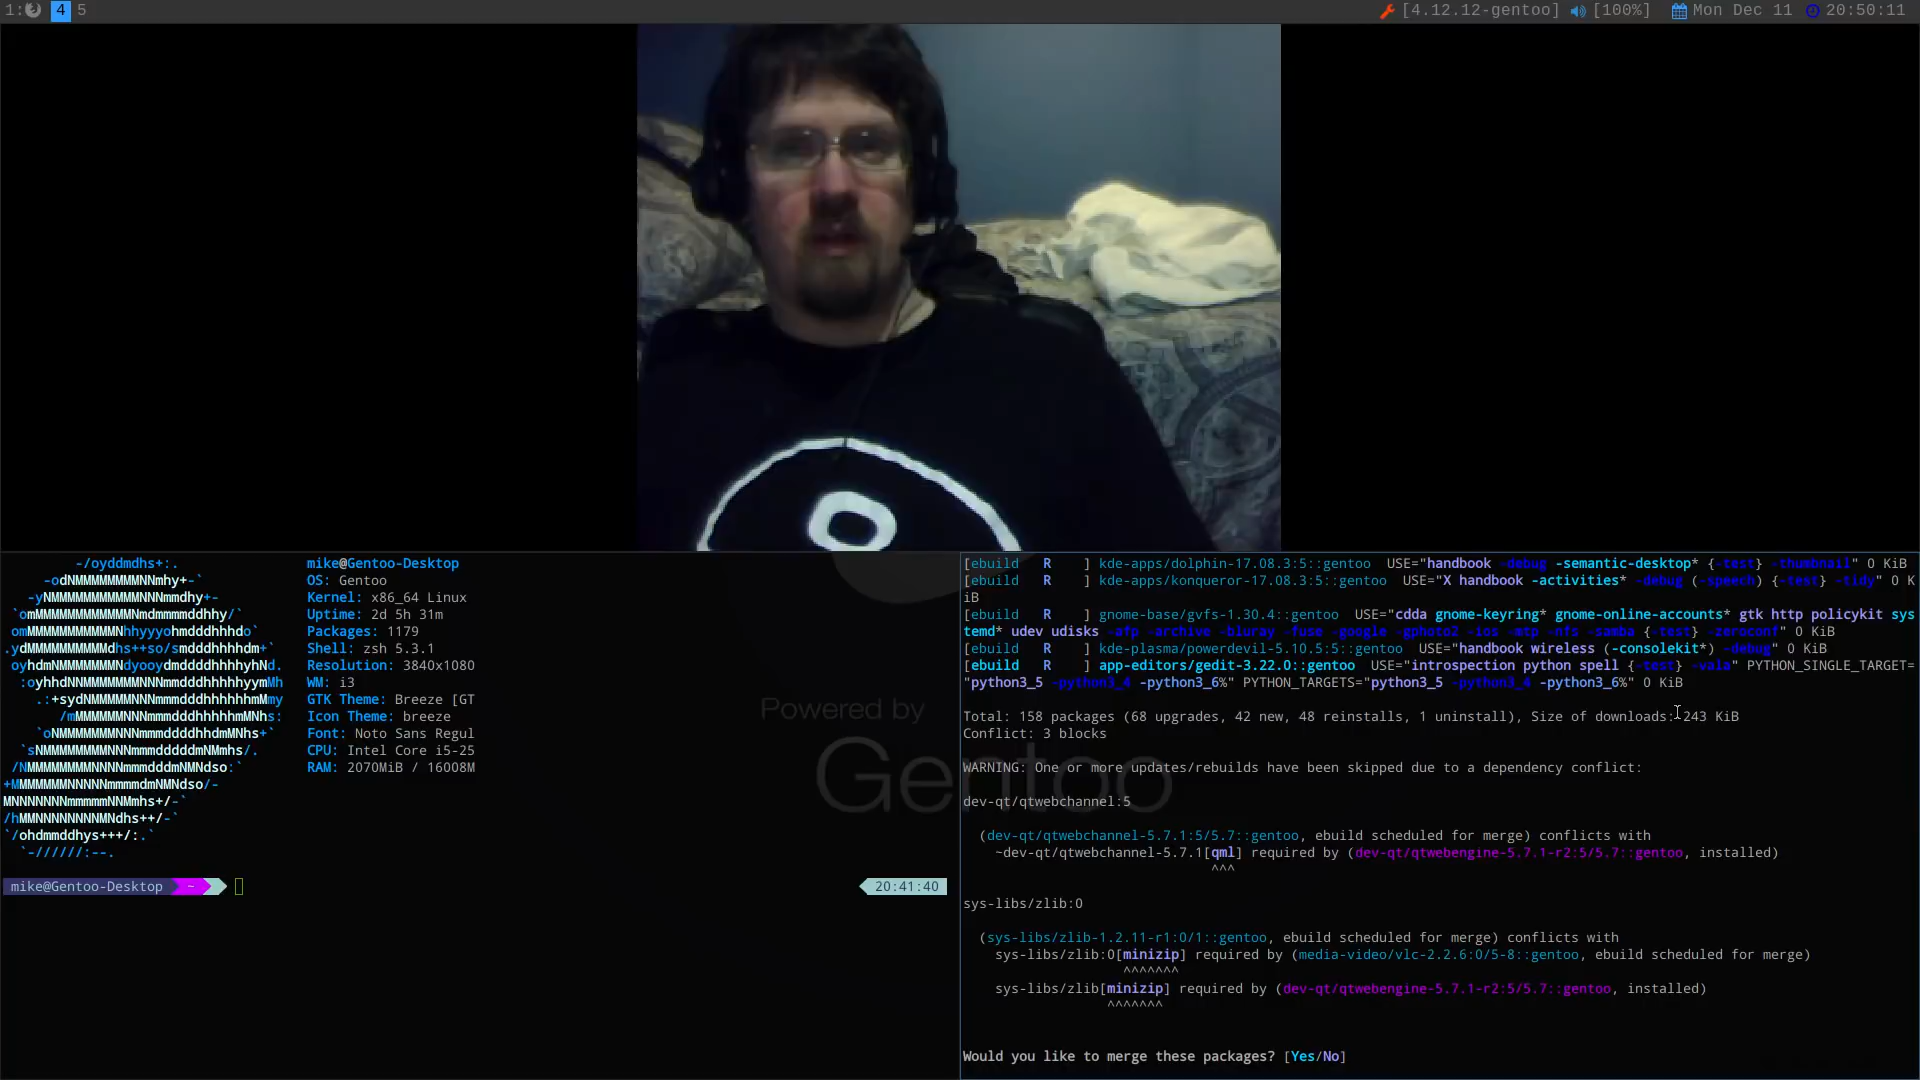 1: 4 5 [4.12.12-gentoo] [100%] Mon Dec 11 20:50:11
mike@Gentoo-Desktop
OS: Gentoo
Kernel: x86_64 Linux
Uptime: 2d 5h 31m
Packages: 1179
Shell: zsh 5.3.1
Resolution: 3840x1080
WM: i3
GTK Theme: Breeze [GT
Icon Theme: breeze
Font: Noto Sans Regul
CPU: Intel Core i5-25
RAM: 2070MiB / 16008M
mike@Gentoo-Desktop ~ 20:41:40
Powered by
Gentoo
[ebuild R ] kde-apps/dolphin-17.08.3:5::gentoo USE="handbook -debug -semantic-desktop* {-test} -thumbnail" 0 KiB
[ebuild R ] kde-apps/konqueror-17.08.3:5::gentoo USE="X handbook -activities* -debug (-speech) {-test} -tidy" 0 K
iB
[ebuild R ] gnome-base/gvfs-1.30.4::gentoo USE="cdda gnome-keyring* gnome-online-accounts* gtk http policykit sys
temd* udev udisks -afp -archive -bluray -fuse -google -gphoto2 -ios -mtp -nfs -samba {-test} -zeroconf" 0 KiB
[ebuild R ] kde-plasma/powerdevil-5.10.5:5::gentoo USE="handbook wireless (-consolekit*) -debug" 0 KiB
[ebuild R ] app-editors/gedit-3.22.0::gentoo USE="introspection python spell {-test} -vala" PYTHON_SINGLE_TARGET=
"python3_5 -python3_4 -python3_6%" PYTHON_TARGETS="python3_5 -python3_4 -python3_6%" 0 KiB
Total: 158 packages (68 upgrades, 42 new, 48 reinstalls, 1 uninstall), Size of downloads: 243 KiB
Conflict: 3 blocks
WARNING: One or more updates/rebuilds have been skipped due to a dependency conflict:
dev-qt/qtwebchannel:5
(dev-qt/qtwebchannel-5.7.1:5/5.7::gentoo, ebuild scheduled for merge) conflicts with
~dev-qt/qtwebchannel-5.7.1[qml] required by (dev-qt/qtwebengine-5.7.1-r2:5/5.7::gentoo, installed)
^^^
sys-libs/zlib:0
(sys-libs/zlib-1.2.11-r1:0/1::gentoo, ebuild scheduled for merge) conflicts with
sys-libs/zlib:0[minizip] required by (media-video/vlc-2.2.6:0/5-8::gentoo, ebuild scheduled for merge)
^^^^^^^
sys-libs/zlib[minizip] required by (dev-qt/qtwebengine-5.7.1-r2:5/5.7::gentoo, installed)
^^^^^^^
Would you like to merge these packages? [Yes/No]